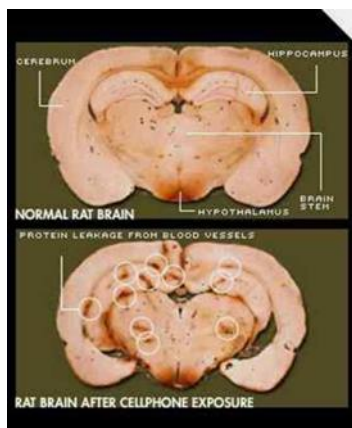 CEREBRUM
HIPPOCAMPUS
BRAIN
STEM
NORMAL RAT BRAIN
HYPOTHALAMUS
PROTEIN LEAKAGE FROM BLOOD VESSELS
RAT BRAIN AFTER CELLPHONE EXPOSURE